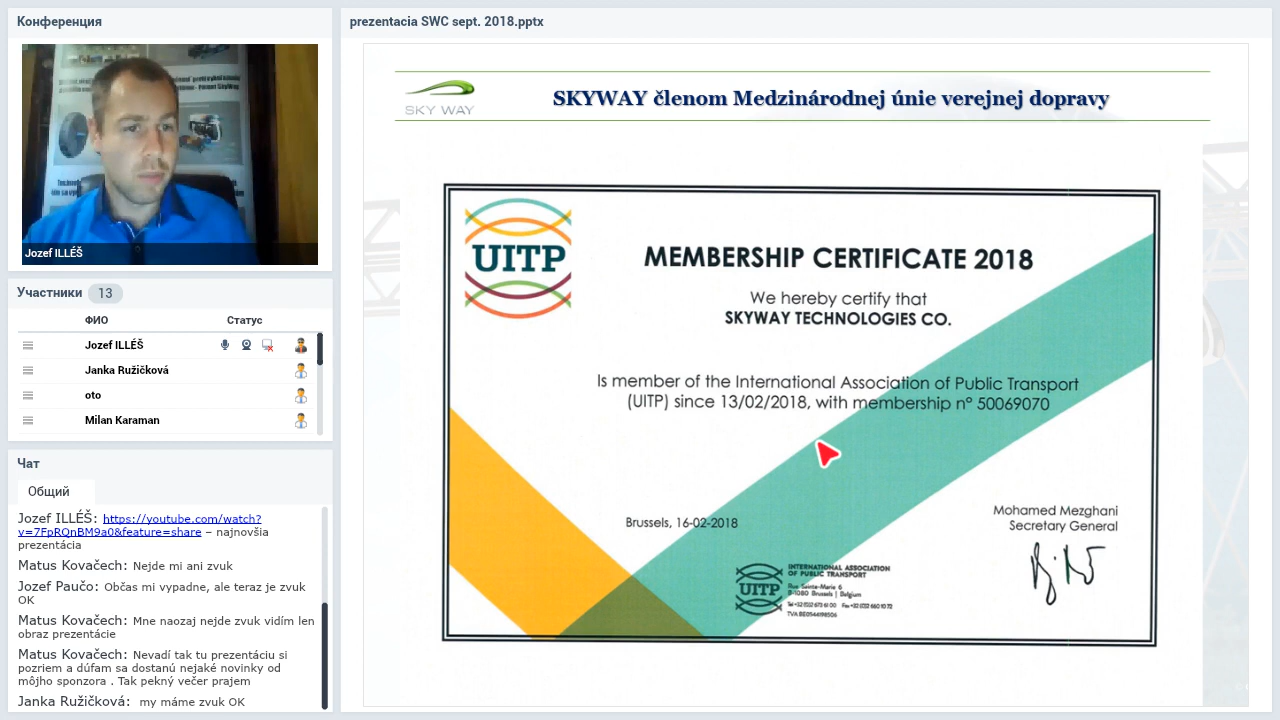 Конференция
Jozef ILLÉŠ
Участники 13
ФИО Статус
Jozef ILLÉŠ
Janka Ružičková
oto
Milan Karaman
Чат
Общий
Jozef ILLÉŠ: https://youtube.com/watch?
v=7FpRQnBM9a0&feature=share – najnovšia
prezentácia
Matus Kovačech: Nejde mi ani zvuk
Jozef Paučo: Občas mi vypadne, ale teraz je zvuk
OK
Matus Kovačech: Mne naozaj nejde zvuk vidím len
obraz prezentácie
Matus Kovačech: Nevadí tak tu prezentáciu si
pozriem a dúfam sa dostanú nejaké novinky od
môjho sponzora . Tak pekný večer prajem
Janka Ružičková: my máme zvuk OK
prezentacia SWC sept. 2018.pptx
SKY WAY
SKYWAY členom Medzinárodnej únie verejnej dopravy
UITP
MEMBERSHIP CERTIFICATE 2018
We hereby certify that
SKYWAY TECHNOLOGIES CO.
Is member of the International Association of Public Transport
(UITP) since 13/02/2018, with membership n° 50069070
Brussels, 16-02-2018
Mohamed Mezghani
Secretary General
UITP
INTERNATIONAL ASSOCIATION
OF PUBLIC TRANSPORT
Rue Sainte-Marie 6
B-1080 Brussels | Belgium